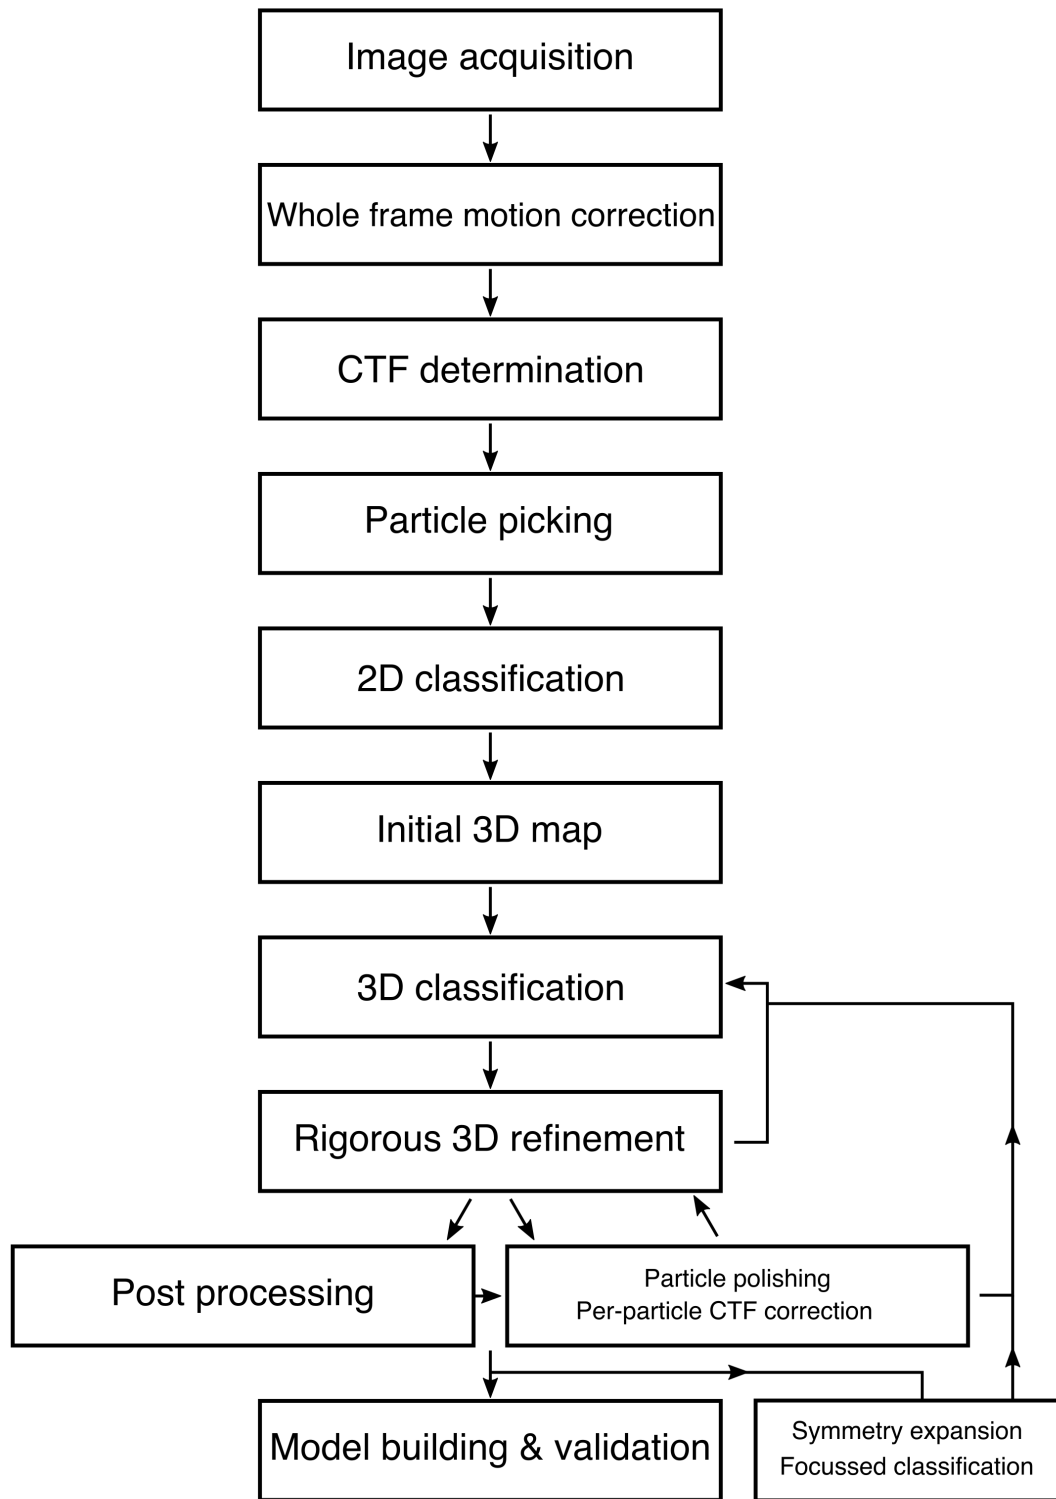 Image acquisition
Whole frame motion correction
CTF determination
Particle picking
2D classification
Initial 3D map
3D classification
Rigorous 3D refinement
Post processing
Particle polishing
Per-particle CTF correction
Model building & validation
Symmetry expansion
Focussed classification